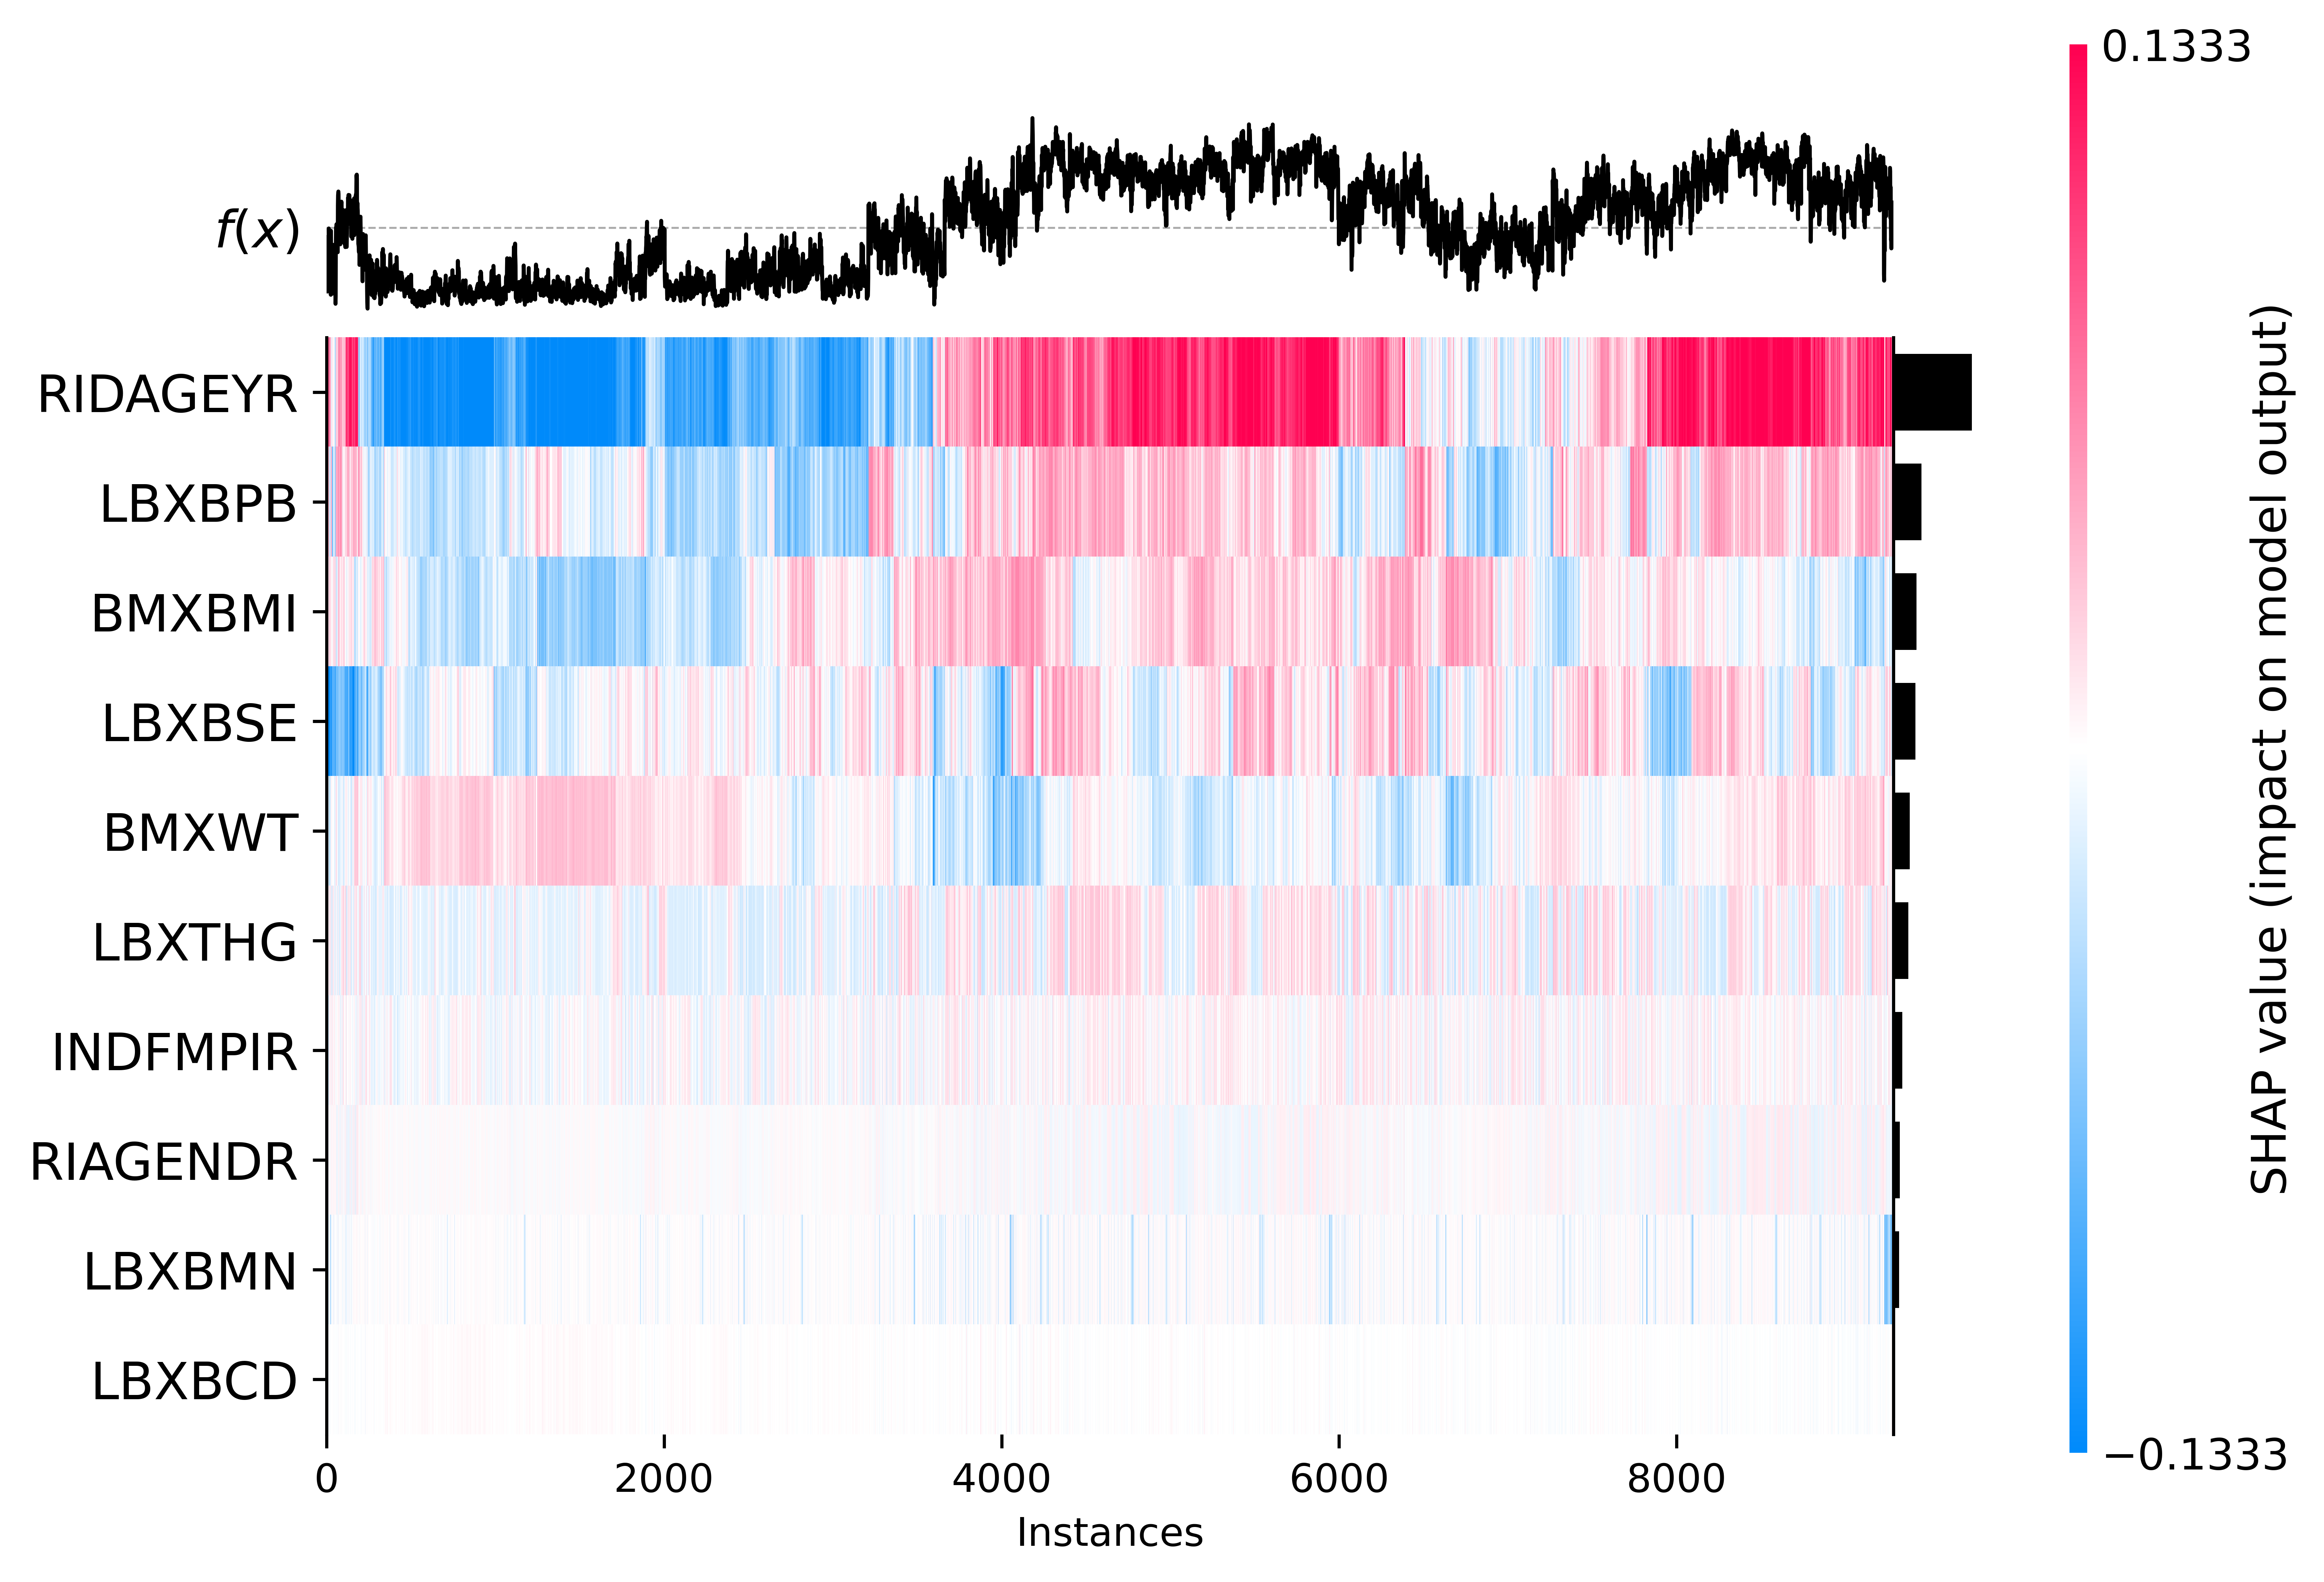 0.1333
f(x)
RIDAGEYR
LBXBPB
BMXBMI
LBXBSE
BMXWT
LBXTHG
INDFMPIR
RIAGENDR
LBXBMN
LBXBCD
0 2000 4000 6000 8000
Instances
SHAP value (impact on model output)
−0.1333